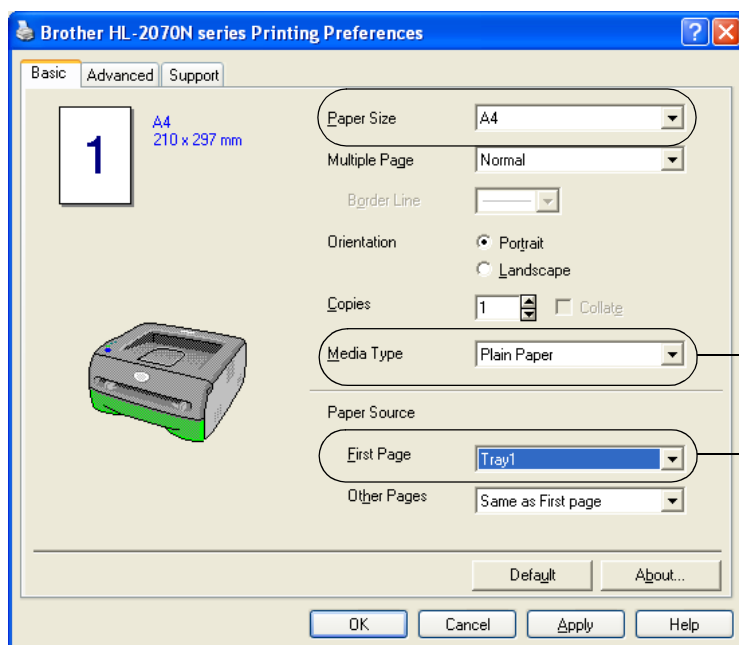 Brother HL-2070N series Printing Preferences
Basic Advanced Support
1
A4
210 x 297 mm
Paper Size A4
Multiple Page Normal
Border Line
Orientation Portrait
Landscape
Copies 1 Collate
Media Type Plain Paper
Paper Source
First Page Tray1
Other Pages Same as First page
Default About...
OK Cancel Apply Help